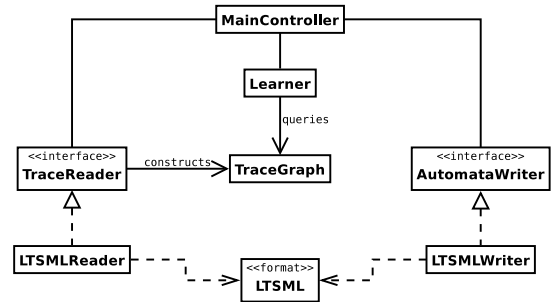 MainController
Learner
queries
<<interface>>
TraceReader
constructs
TraceGraph
<<interface>>
AutomataWriter
LTSMLReader
<<format>>
LTSML
LTSMLWriter